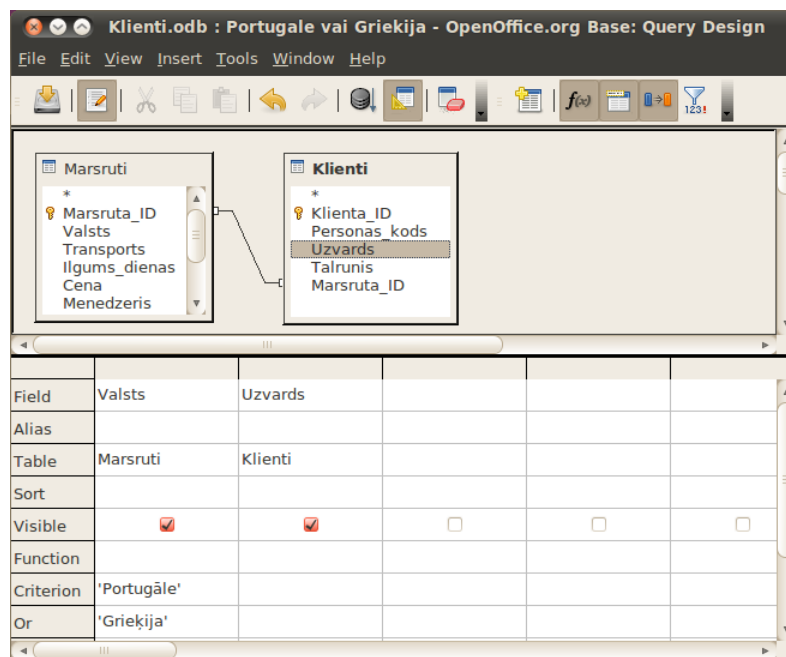 Klienti.odb : Portugale vai Griekija - OpenOffice.org Base: Query Design
File Edit View Insert Tools Window Help
f(x) 123!
Marsruti
*
Marsruta_ID
Valsts
Transports
Ilgums_dienas
Cena
Menedzeris
Klienti
*
Klienta_ID
Personas_kods
Uzvards
Talrunis
Marsruta_ID
Field Valsts Uzvards
Alias
Table Marsruti Klienti
Sort
Visible
Function
Criterion 'Portugāle'
Or 'Grieķija'